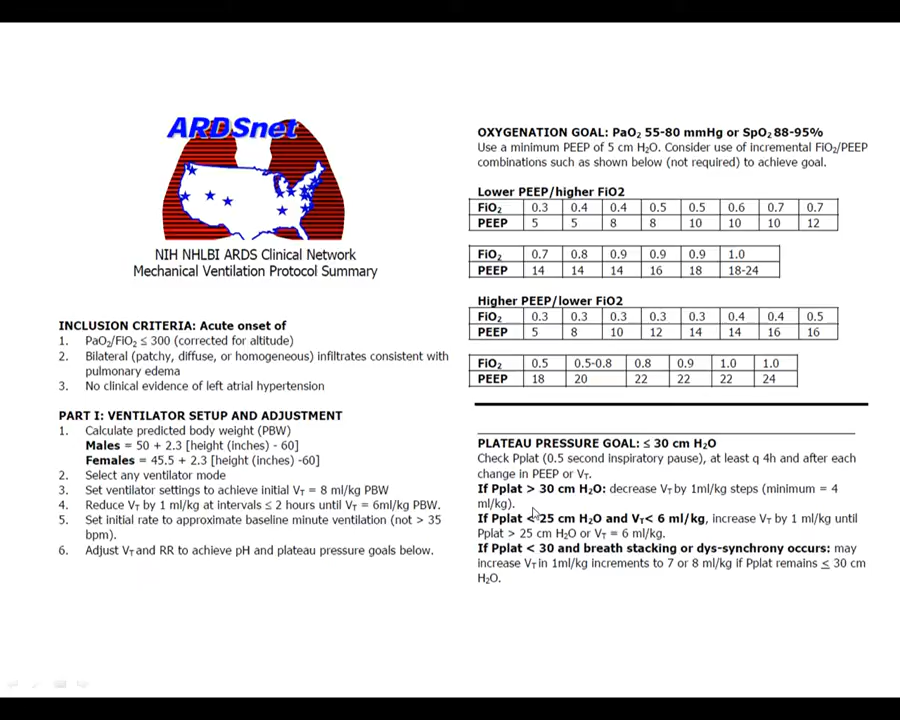 ARDSnet
NIH NHLBI ARDS Clinical Network
Mechanical Ventilation Protocol Summary
INCLUSION CRITERIA: Acute onset of
1. PaO₂/FiO₂ ≤ 300 (corrected for altitude)
2. Bilateral (patchy, diffuse, or homogeneous) infiltrates consistent with
pulmonary edema
3. No clinical evidence of left atrial hypertension
PART I: VENTILATOR SETUP AND ADJUSTMENT
1. Calculate predicted body weight (PBW)
Males = 50 + 2.3 [height (inches) - 60]
Females = 45.5 + 2.3 [height (inches) -60]
2. Select any ventilator mode
3. Set ventilator settings to achieve initial VT = 8 ml/kg PBW
4. Reduce VT by 1 ml/kg at intervals ≤ 2 hours until VT = 6ml/kg PBW.
5. Set initial rate to approximate baseline minute ventilation (not > 35
bpm).
6. Adjust VT and RR to achieve pH and plateau pressure goals below.
OXYGENATION GOAL: PaO₂ 55-80 mmHg or SpO₂ 88-95%
Use a minimum PEEP of 5 cm H₂O. Consider use of incremental FiO₂/PEEP
combinations such as shown below (not required) to achieve goal.
Lower PEEP/higher FiO2
FiO₂ 0.3 0.4 0.4 0.5 0.5 0.6 0.7 0.7
PEEP 5 5 8 8 10 10 10 12
FiO₂ 0.7 0.8 0.9 0.9 0.9 1.0
PEEP 14 14 14 16 18 18-24
Higher PEEP/lower FiO2
FiO₂ 0.3 0.3 0.3 0.3 0.3 0.4 0.4 0.5
PEEP 5 8 10 12 14 14 16 16
FiO₂ 0.5 0.5-0.8 0.8 0.9 1.0 1.0
PEEP 18 20 22 22 22 24
PLATEAU PRESSURE GOAL: ≤ 30 cm H₂O
Check Pplat (0.5 second inspiratory pause), at least q 4h and after each
change in PEEP or VT.
If Pplat > 30 cm H₂O: decrease VT by 1ml/kg steps (minimum = 4
ml/kg).
If Pplat < 25 cm H₂O and VT< 6 ml/kg, increase VT by 1 ml/kg until
Pplat > 25 cm H₂O or VT = 6 ml/kg.
If Pplat < 30 and breath stacking or dys-synchrony occurs: may
increase VT in 1ml/kg increments to 7 or 8 ml/kg if Pplat remains ≤ 30 cm
H₂O.